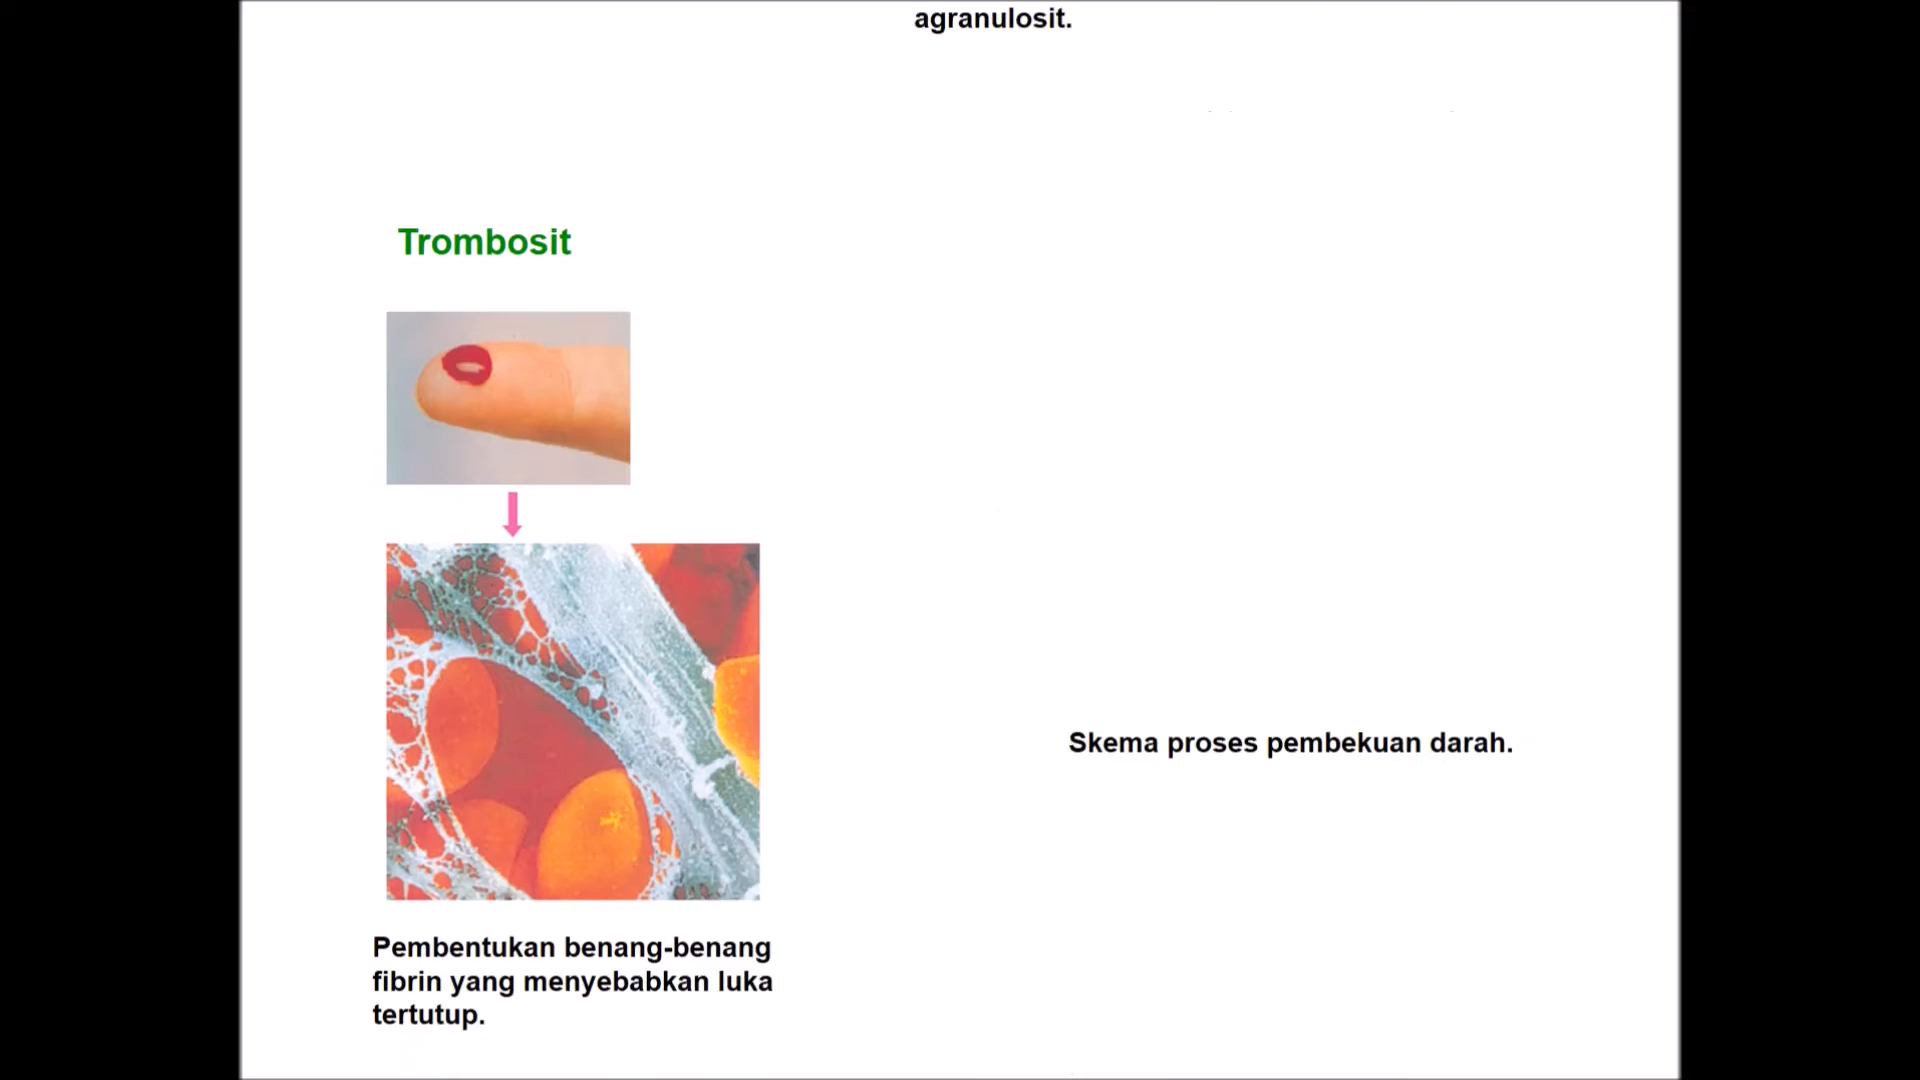 agranulosit.
Trombosit
Pembentukan benang-benang
fibrin yang menyebabkan luka
tertutup.
Skema proses pembekuan darah.